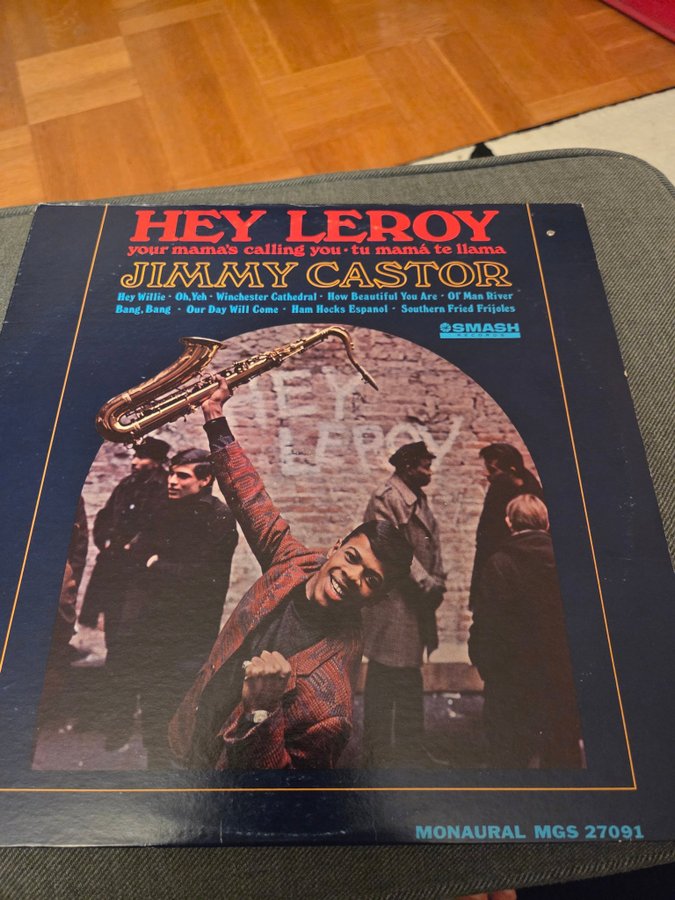 HEY LEROY
your mama's calling you • tu mamá te llama
JIMMY CASTOR
Hey Willie • Oh, Yeh • Winchester Cathedral • How Beautiful You Are • Ol' Man River
Bang, Bang • Our Day Will Come • Ham Hocks Espanol • Southern Fried Frijoles
SMASH
RECORDS
HEY
LEROY
MONAURAL MGS 27091